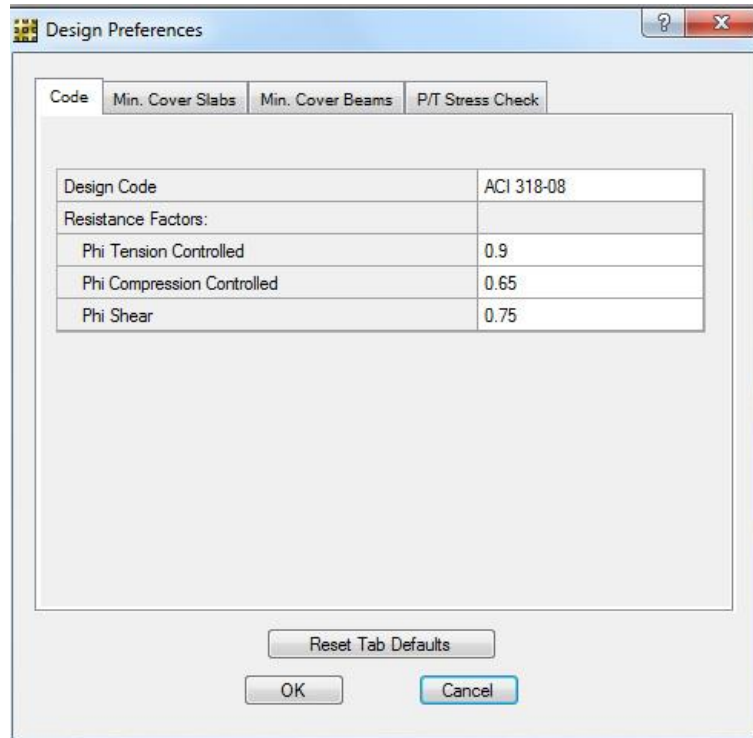 Design Preferences
Code Min. Cover Slabs Min. Cover Beams P/T Stress Check
Design Code ACI 318-08
Resistance Factors:
Phi Tension Controlled 0.9
Phi Compression Controlled 0.65
Phi Shear 0.75
Reset Tab Defaults
OK Cancel